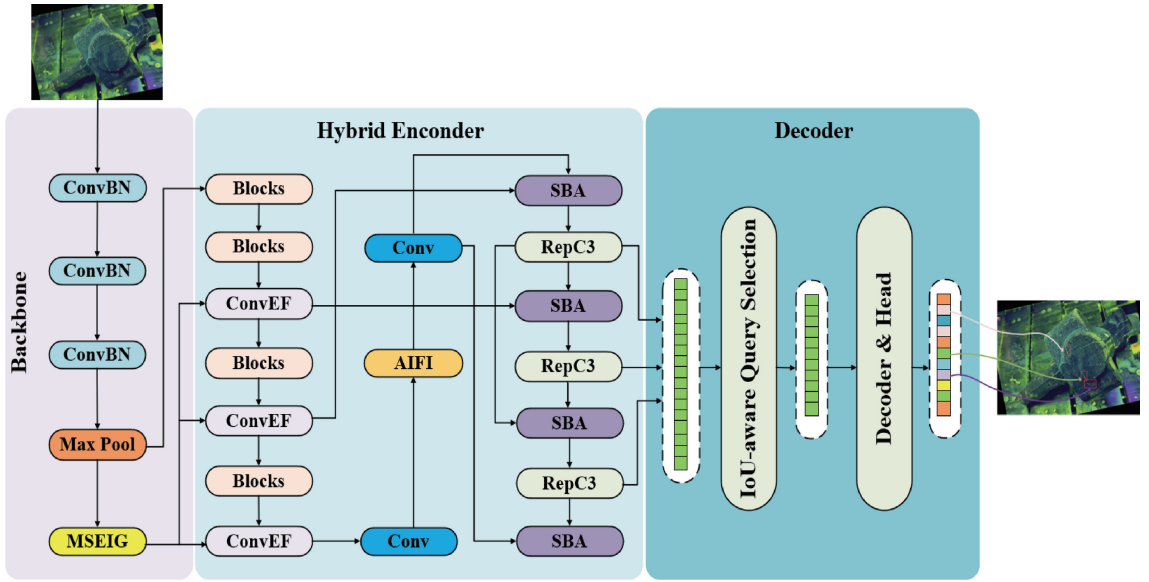 Backbone
ConvBN
ConvBN
ConvBN
Max Pool
MSEIG
Hybrid Enconder
Blocks
Blocks
ConvEF
Blocks
ConvEF
Blocks
ConvEF
Conv
AIFI
Conv
SBA
RepC3
SBA
RepC3
SBA
RepC3
SBA
Decoder
IoU-aware Query Selection
Decoder & Head